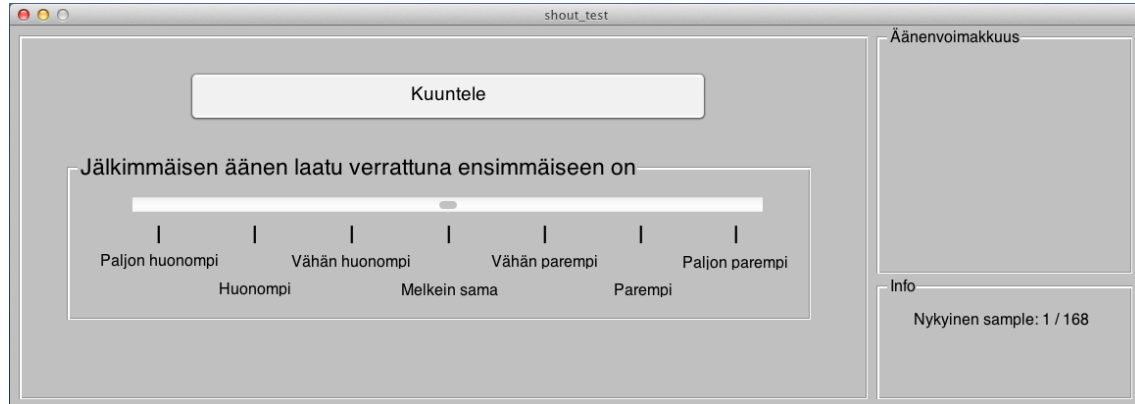 shout_test
Kuuntele
Jälkimmäisen äänen laatu verrattuna ensimmäiseen on
Paljon huonompi
Huonompi
Vähän huonompi
Melkein sama
Vähän parempi
Parempi
Paljon parempi
Äänenvoimakkuus
Info
Nykyinen sample: 1 / 168